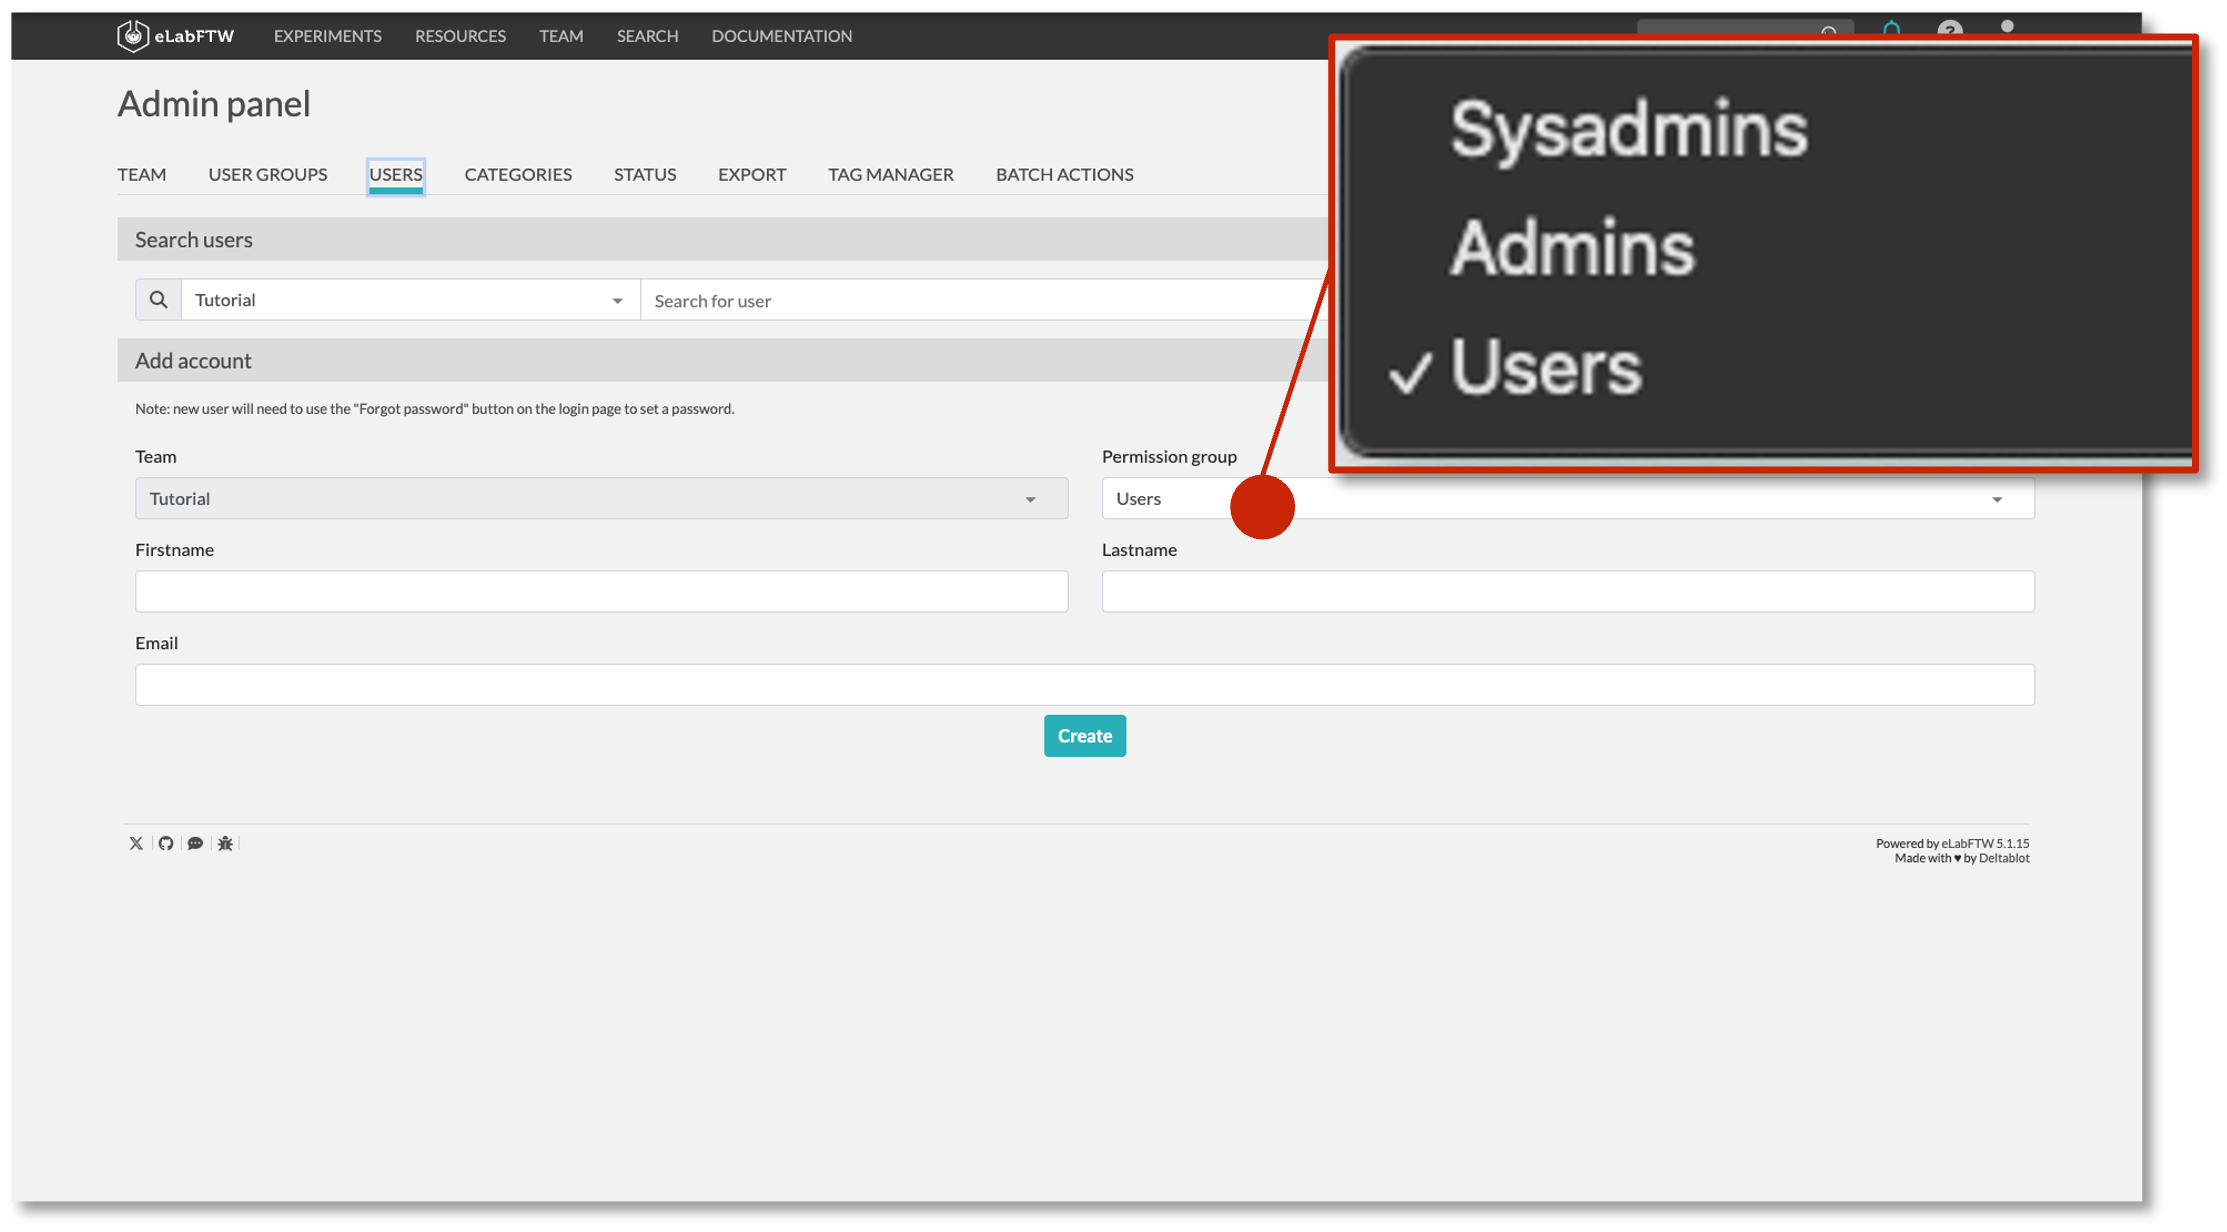 eLabFTW EXPERIMENTS RESOURCES TEAM SEARCH DOCUMENTATION
Admin panel
TEAM USER GROUPS USERS CATEGORIES STATUS EXPORT TAG MANAGER BATCH ACTIONS
Search users
Tutorial Search for user
Add account
Note: new user will need to use the "Forgot password" button on the login page to set a password.
Sysadmins
Admins
✓ Users
Team Permission group
Tutorial Users
Firstname Lastname
Email
Create
Powered by eLabFTW 5.1.15
Made with ♥ by Deltablot